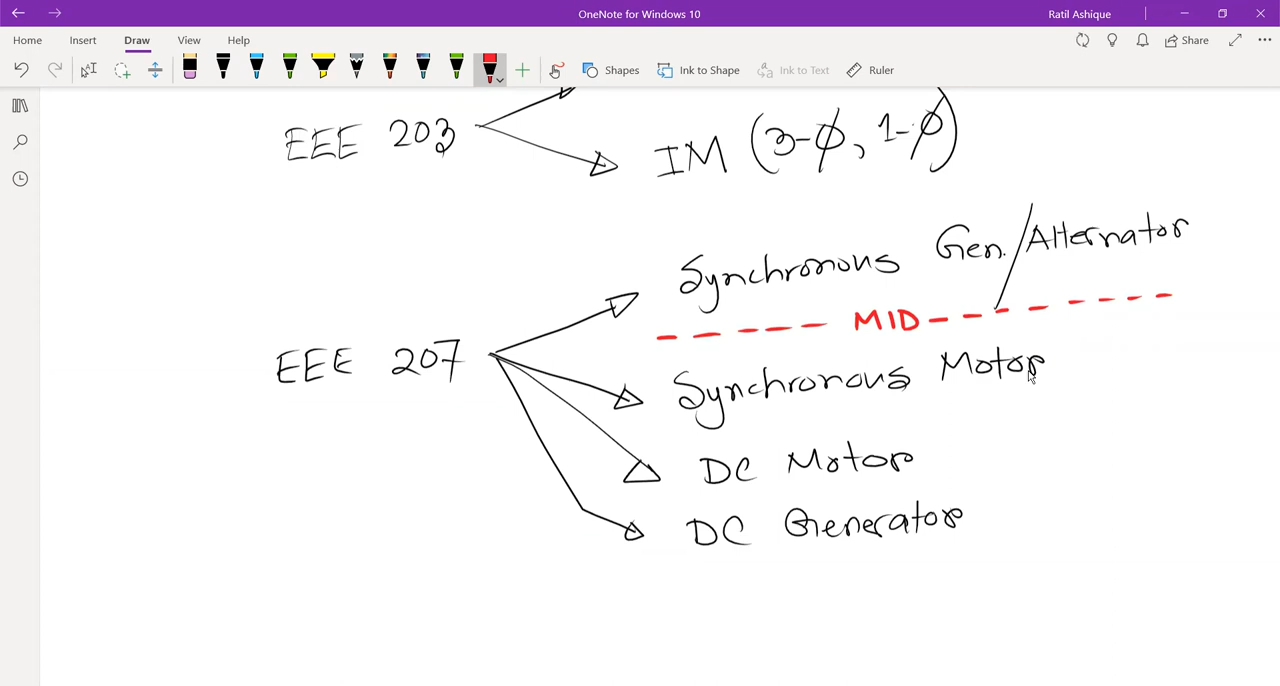 OneNote for Windows 10
Ratil Ashique
Home Insert Draw View Help
Share
Shapes Ink to Shape Ink to Text Ruler
EEE 203
IM (3-φ, 1-φ)
Synchronous Gen./Alternator
MID
EEE 207
Synchronous Motor
DC Motor
DC Generator